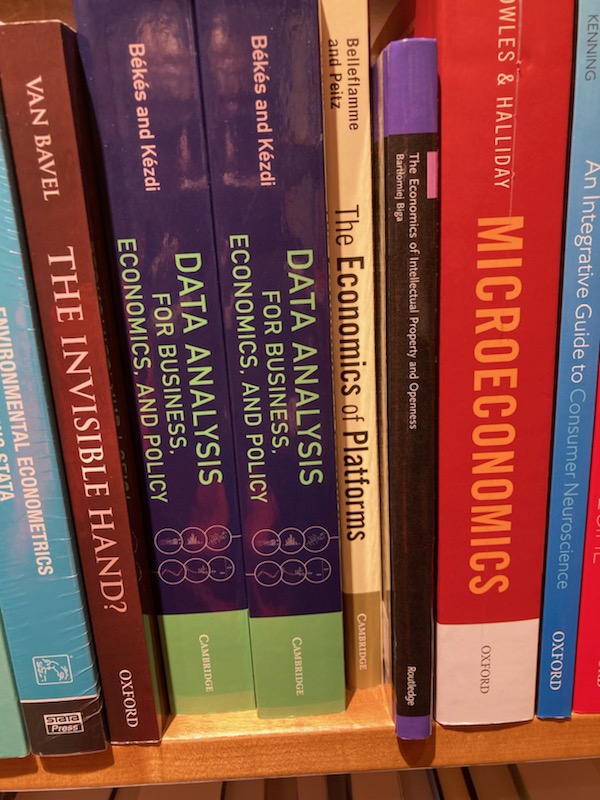 ENVIRONMENTAL ECONOMETRICS
STATA
Stata
Press
VAN BAVEL
THE INVISIBLE HAND?
OXFORD
Békés and Kézdi
DATA ANALYSIS
FOR BUSINESS,
ECONOMICS, AND POLICY
CAMBRIDGE
Békés and Kézdi
DATA ANALYSIS
FOR BUSINESS,
ECONOMICS, AND POLICY
CAMBRIDGE
Belleflamme
and Peitz
The Economics of Platforms
CAMBRIDGE
The Economics of Intellectual Property and Openness
Bartłomiej Biga
Routledge
OWLES & HALLIDAY
MICROECONOMICS
OXFORD
KENNING
An Integrative Guide to Consumer Neuroscience
OXFORD